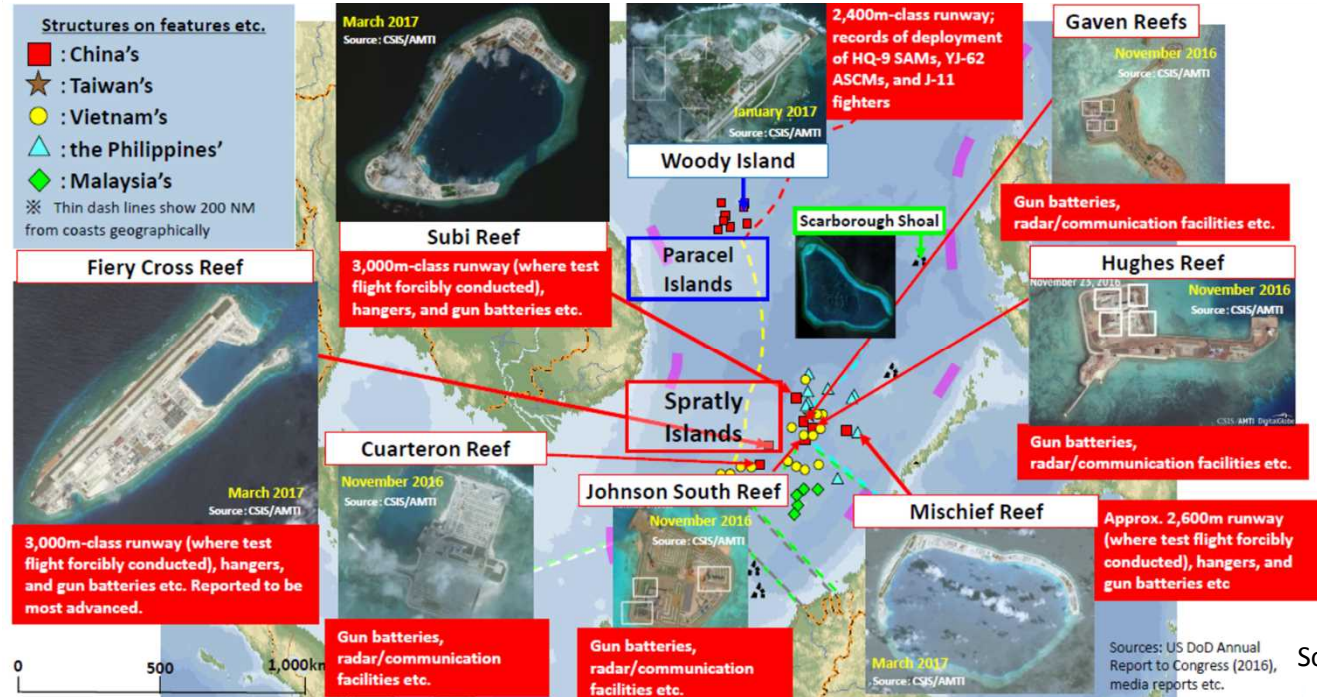 Structures on features etc.
: China's
: Taiwan's
: Vietnam's
: the Philippines'
: Malaysia's
※ Thin dash lines show 200 NM
from coasts geographically
March 2017
Source : CSIS/AMTI
Subi Reef
3,000m-class runway (where test
flight forcibly conducted),
hangers, and gun batteries etc.
January 2017
Source : CSIS/AMTI
Woody Island
2,400m-class runway;
records of deployment
of HQ-9 SAMs, YJ-62
ASCMs, and J-11
fighters
Gaven Reefs
November 2016
Source : CSIS/AMTI
Gun batteries,
radar/communication facilities etc.
Paracel
Islands
Scarborough Shoal
Hughes Reef
November 23, 2016
November 2016
Source : CSIS/AMTI
CSIS/AMTI DigitalGlobe
Gun batteries,
radar/communication facilities etc.
Fiery Cross Reef
March 2017
Source : CSIS/AMTI
3,000m-class runway (where test
flight forcibly conducted), hangers,
and gun batteries etc. Reported to be
most advanced.
Spratly
Islands
Cuarteron Reef
November 2016
Source : CSIS/AMTI
Gun batteries,
radar/communication
facilities etc.
Johnson South Reef
November 2016
Source : CSIS/AMTI
Gun batteries,
radar/communication
facilities etc.
Mischief Reef
March 2017
Source : CSIS/AMTI
Approx. 2,600m runway
(where test flight forcibly
conducted), hangers, and
gun batteries etc
0 500 1,000km
Sources: US DoD Annual
Report to Congress (2016),
media reports etc.